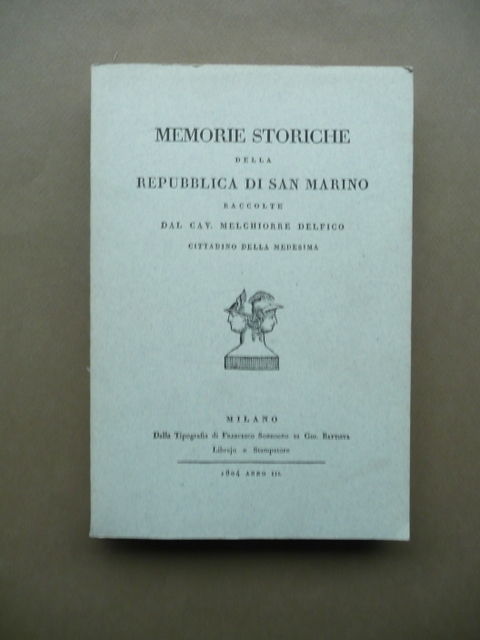 MEMORIE STORICHE
DELLA
REPUBBLICA DI SAN MARINO
RACCOLTE
DAL CAV. MELCHIORRE DELFICO
CITTADINO DELLA MEDESIMA
MILANO
Dalla Tipografia di Francesco Sonzogno di Gio. Battista
Librajo e Stampatore
1804 ANNO III.